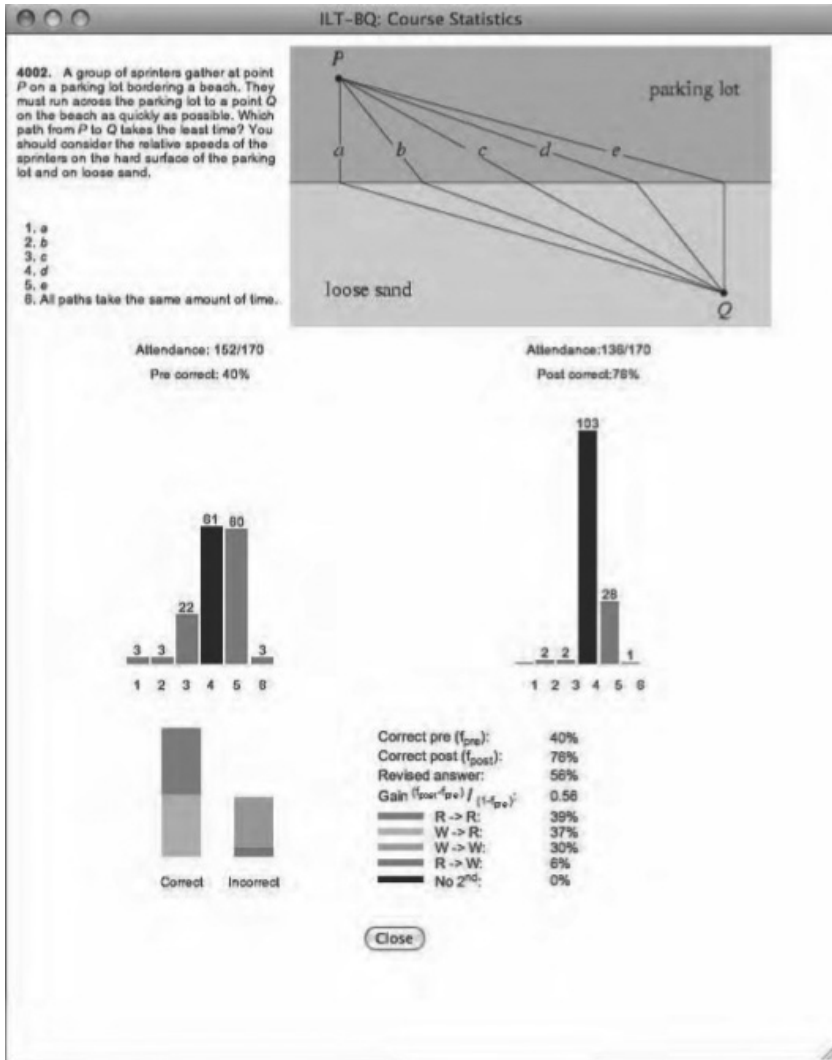 ILT-BQ: Course Statistics
4002. A group of sprinters gather at point
P on a parking lot bordering a beach. They
must run across the parking lot to a point Q
on the beach as quickly as possible. Which
path from P to Q takes the least time? You
should consider the relative speeds of the
sprinters on the hard surface of the parking
lot and on loose sand.
1. a
2. b
3. c
4. d
5. e
6. All paths take the same amount of time.
P
parking lot
a b c d e
loose sand
Q
Attendance: 152/170
Pre correct: 40%
Attendance:136/170
Post correct:76%
3 3 22 61 60 3
1 2 3 4 5 6
2 2 103 28 1
1 2 3 4 5 6
Correct Incorrect
Correct pre (fpre): 40%
Correct post (fpost): 76%
Revised answer: 56%
Gain (fpost-fpre) / (1-fpre): 0.56
R -> R: 39%
W -> R: 37%
W -> W: 30%
R -> W: 6%
No 2nd: 0%
Close